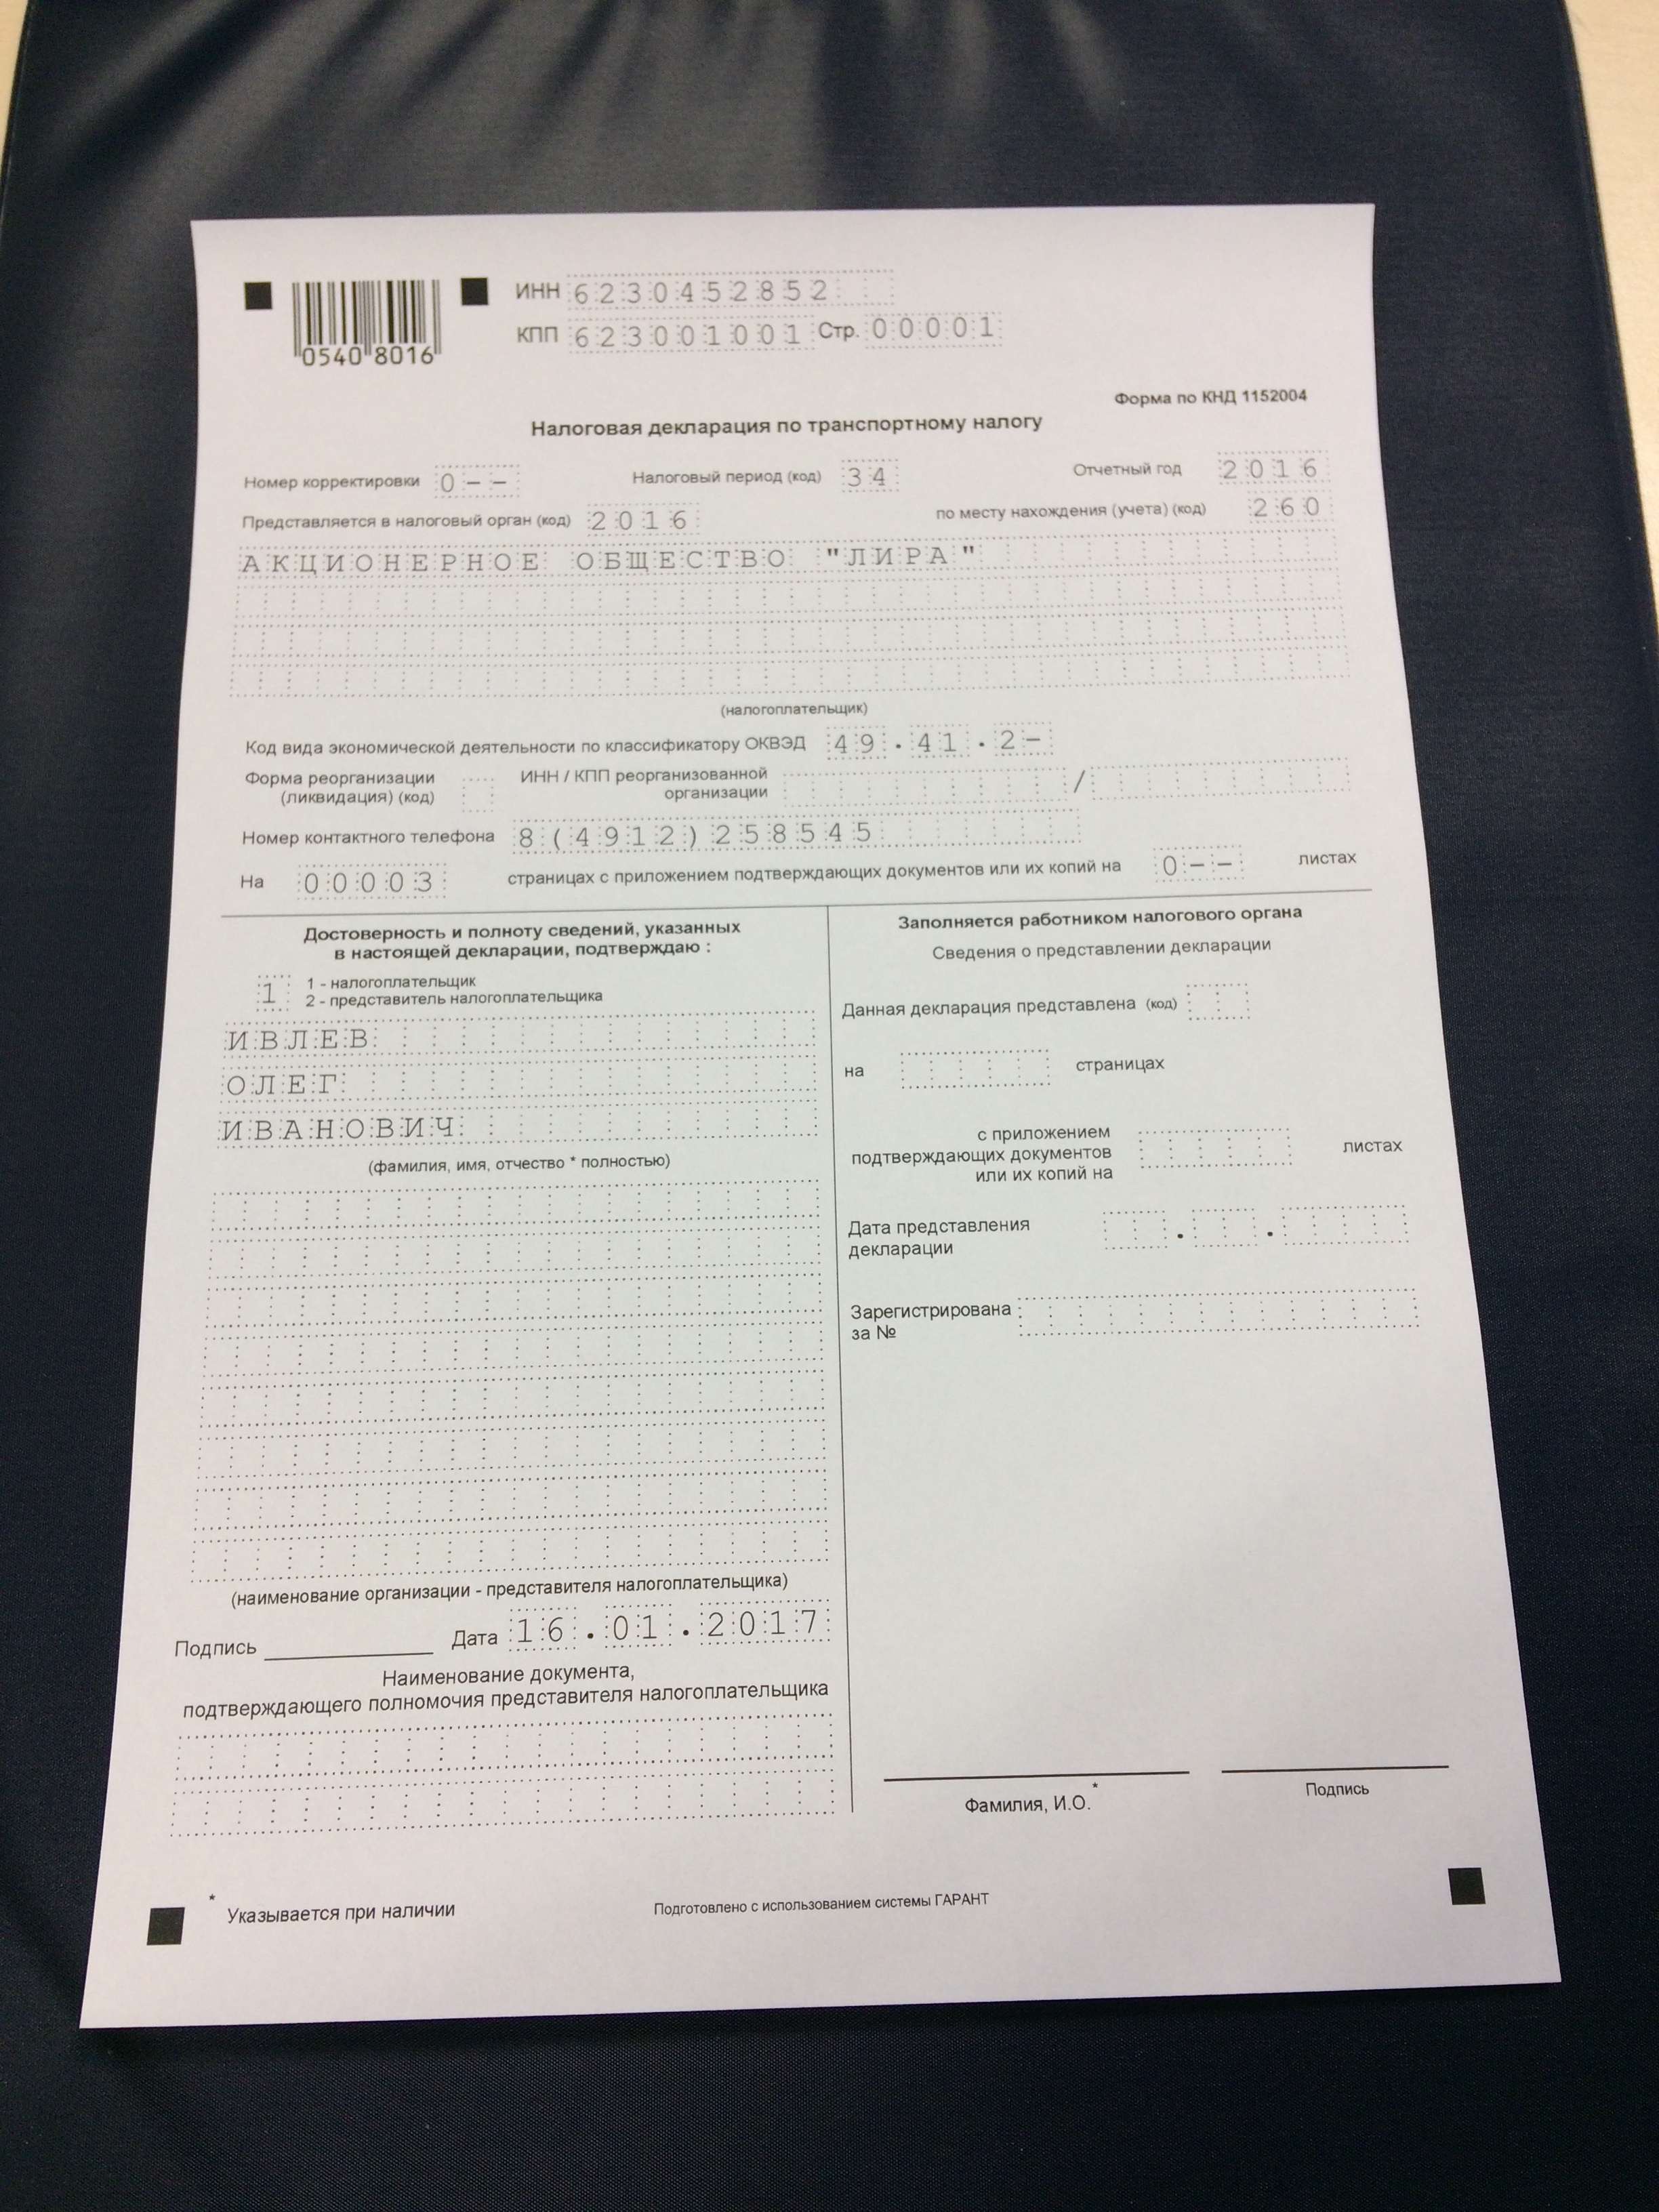 ИНН 6230452852
КПП 623001001 Стр. 00001
0540 8016
Форма по КНД 1152004
Налоговая декларация по транспортному налогу
Номер корректировки 0-- Налоговый период (код) 34 Отчетный год 2016
Представляется в налоговый орган (код) 2016 по месту нахождения (учета) (код) 260
АКЦИОНЕРНОЕ ОБЩЕСТВО "ЛИРА"
(налогоплательщик)
Код вида экономической деятельности по классификатору ОКВЭД 49.41.2-
Форма реорганизации ИНН / КПП реорганизованной
(ликвидация) (код) организации /
Номер контактного телефона 8(4912)258545
На 00003 страницах с приложением подтверждающих документов или их копий на 0-- листах
Достоверность и полноту сведений, указанных
в настоящей декларации, подтверждаю :
1 1 - налогоплательщик
2 - представитель налогоплательщика
ИВЛЕВ
ОЛЕГ
ИВАНОВИЧ
(фамилия, имя, отчество * полностью)
(наименование организации - представителя налогоплательщика)
Подпись Дата 16.01.2017
Наименование документа,
подтверждающего полномочия представителя налогоплательщика
Заполняется работником налогового органа
Сведения о представлении декларации
Данная декларация представлена (код)
на страницах
с приложением
подтверждающих документов листах
или их копий на
Дата представления . .
декларации
Зарегистрирована
за №
Фамилия, И.О.* Подпись
* Указывается при наличии
Подготовлено с использованием системы ГАРАНТ